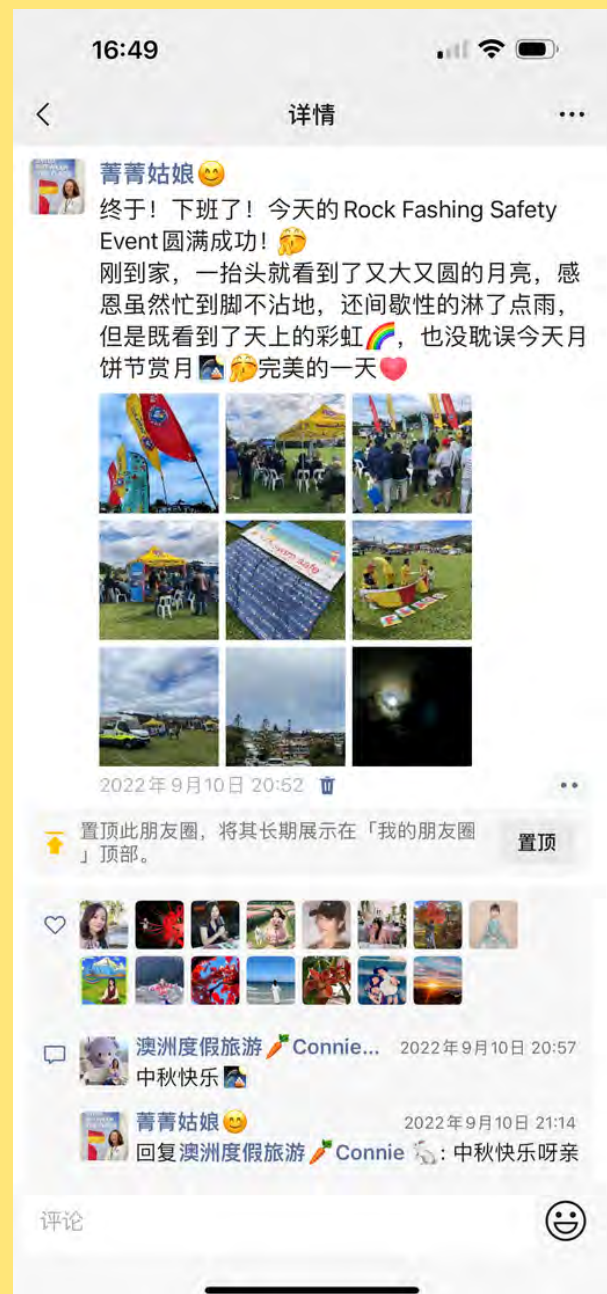 16:49
详情
菁菁姑娘😊
终于！下班了！今天的Rock Fashing Safety
Event圆满成功！🫢
刚到家，一抬头就看到了又大又圆的月亮，感
恩虽然忙到脚不沾地，还间歇性的淋了点雨，
但是既看到了天上的彩虹🌈，也没耽误今天月
饼节赏月🎑🫢完美的一天❤️
swim safe
2022年9月10日 20:52
置顶此朋友圈，将其长期展示在「我的朋友圈
」顶部。
置顶
澳洲度假旅游🥕Connie...
2022年9月10日 20:57
中秋快乐🎑
菁菁姑娘😊
2022年9月10日 21:14
回复澳洲度假旅游🥕Connie 🐇: 中秋快乐呀亲
评论